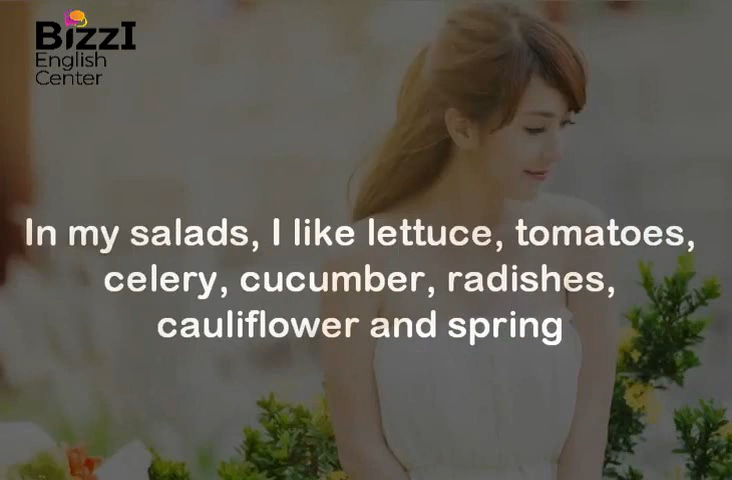 BizzI
English
Center
In my salads, I like lettuce, tomatoes,
celery, cucumber, radishes,
cauliflower and spring